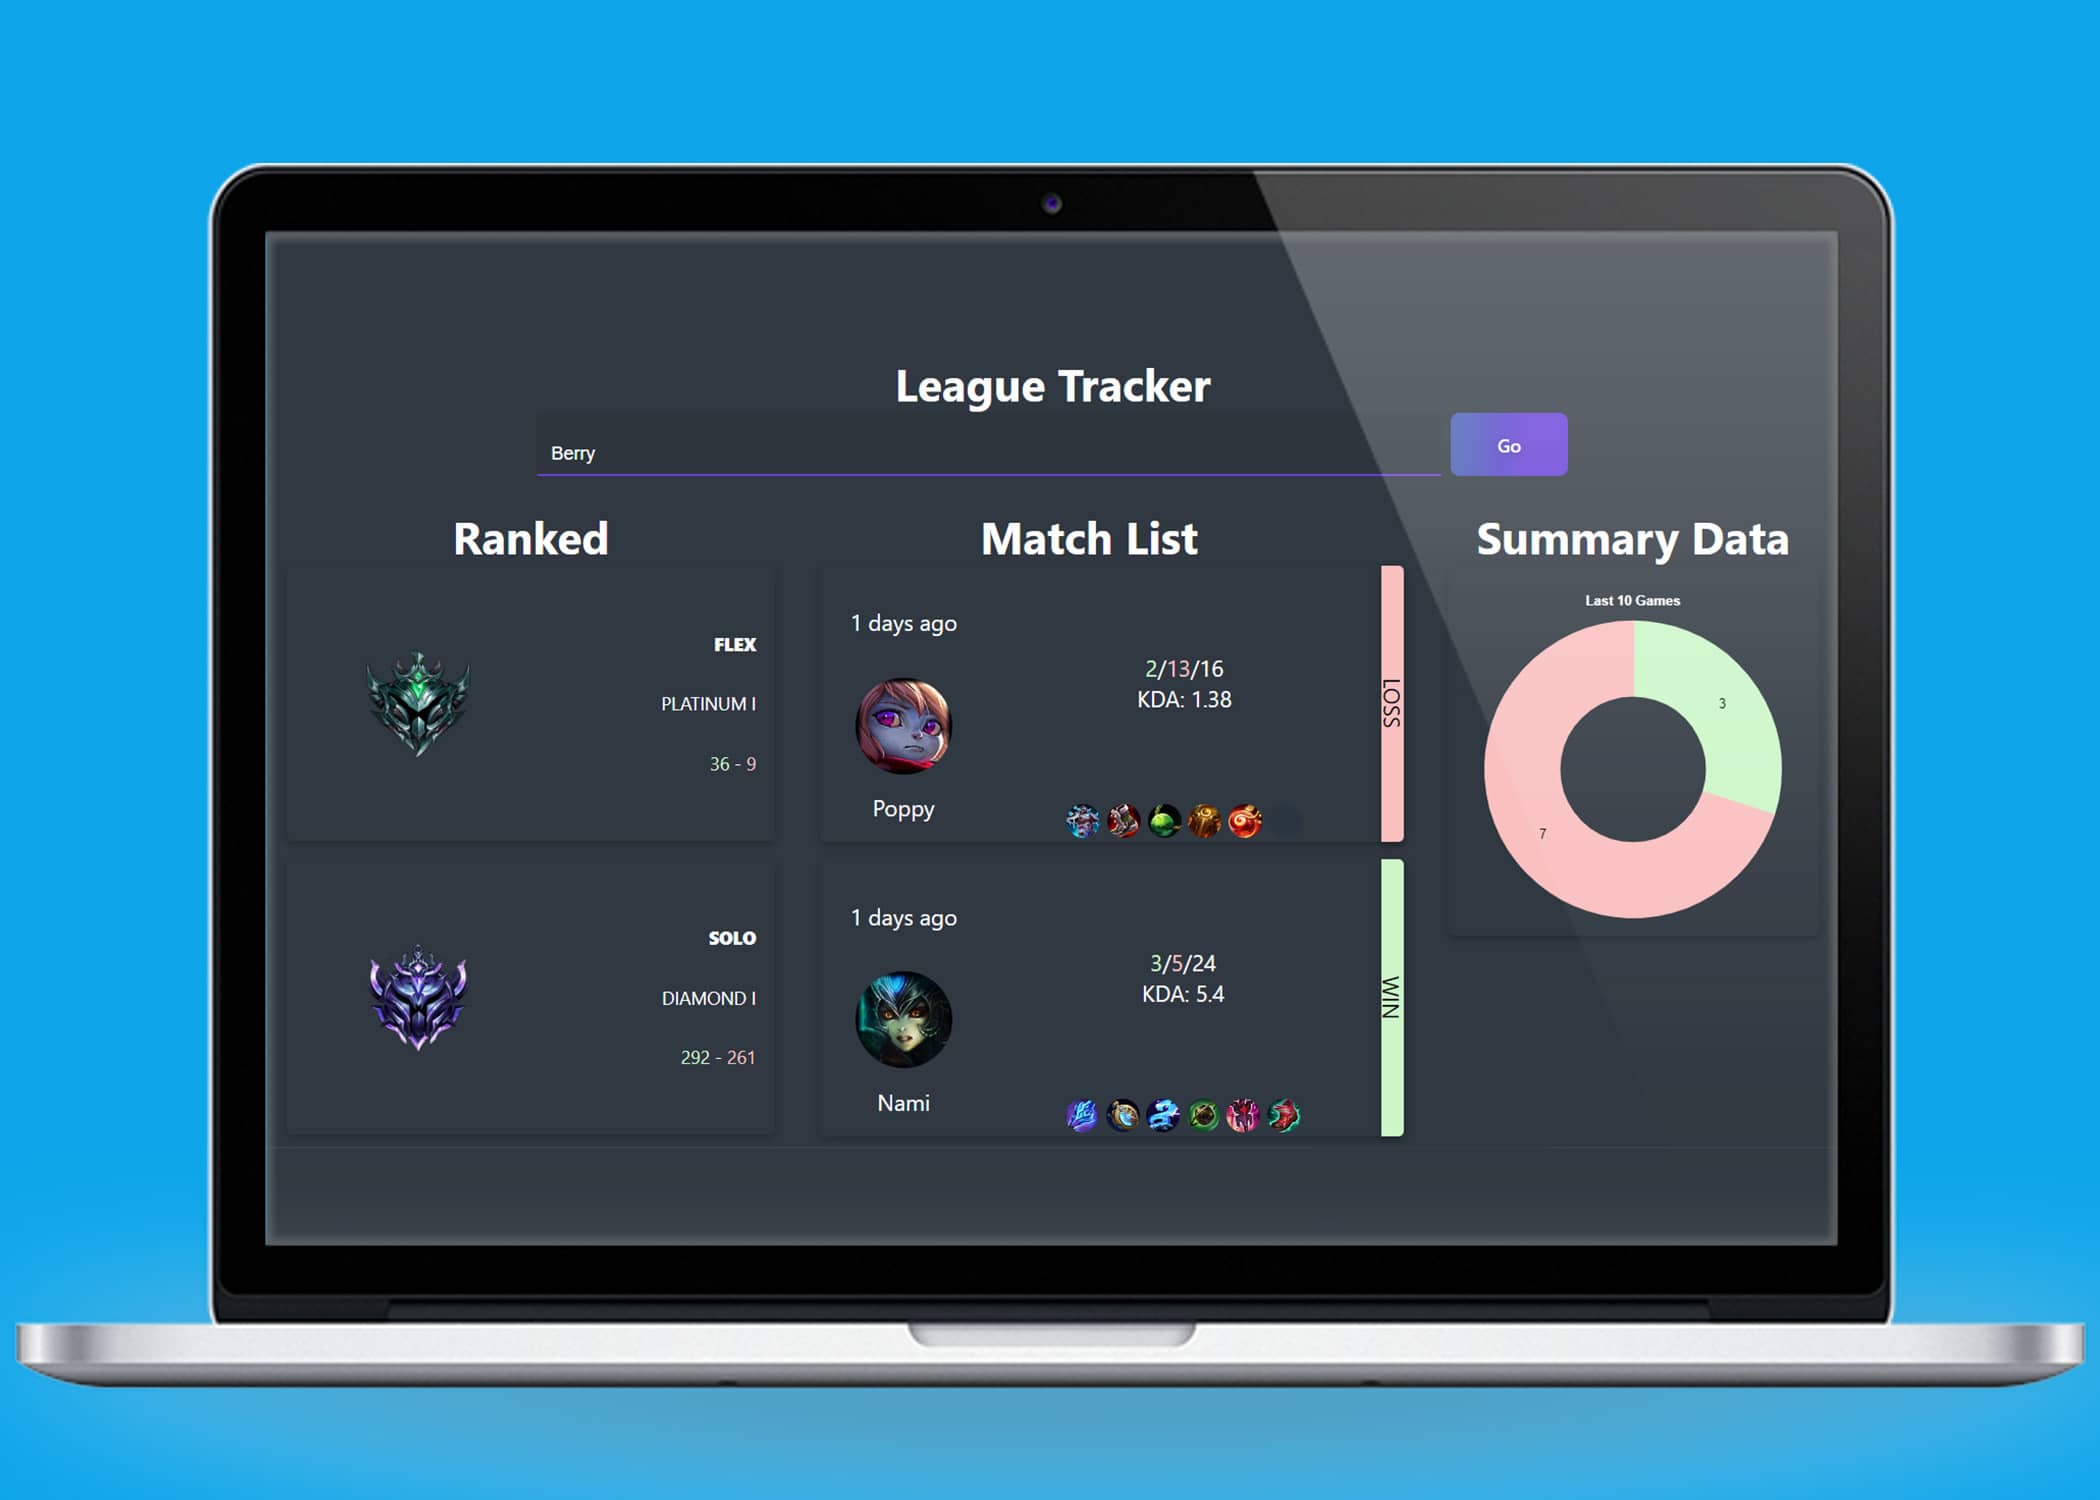 League Tracker
Berry
Go
Ranked
FLEX
PLATINUM I
36 - 9
SOLO
DIAMOND I
292 - 261
Match List
1 days ago
2/13/16
KDA: 1.38
Poppy
LOSS
1 days ago
3/5/24
KDA: 5.4
Nami
WIN
Summary Data
Last 10 Games
3
7